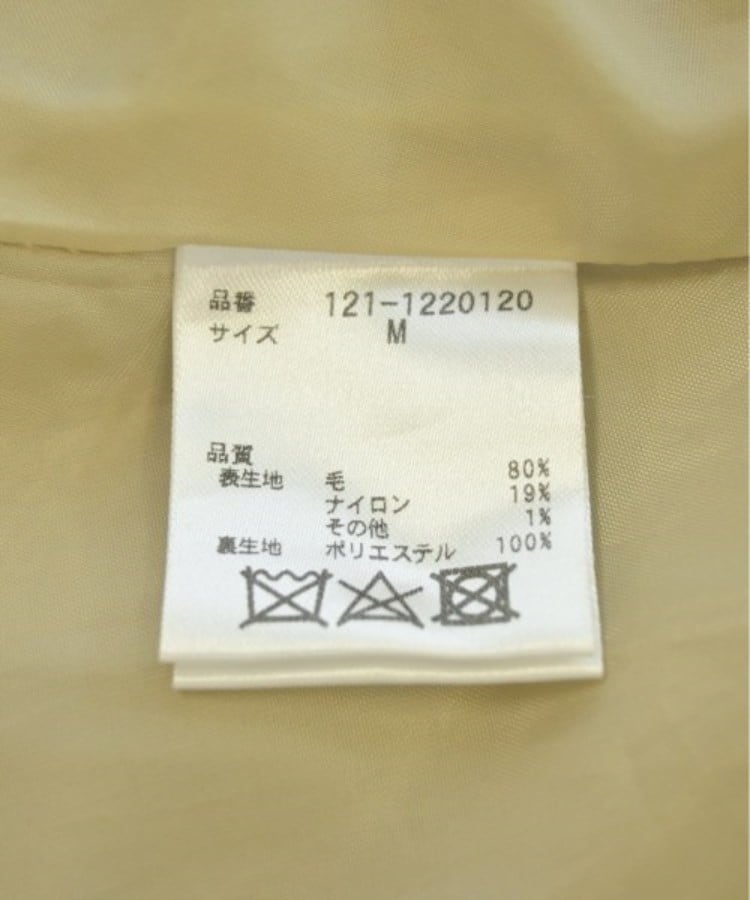 品番 121-1220120
サイズ M
品質
表生地 毛 80%
ナイロン 19%
その他 1%
裏生地 ポリエステル 100%